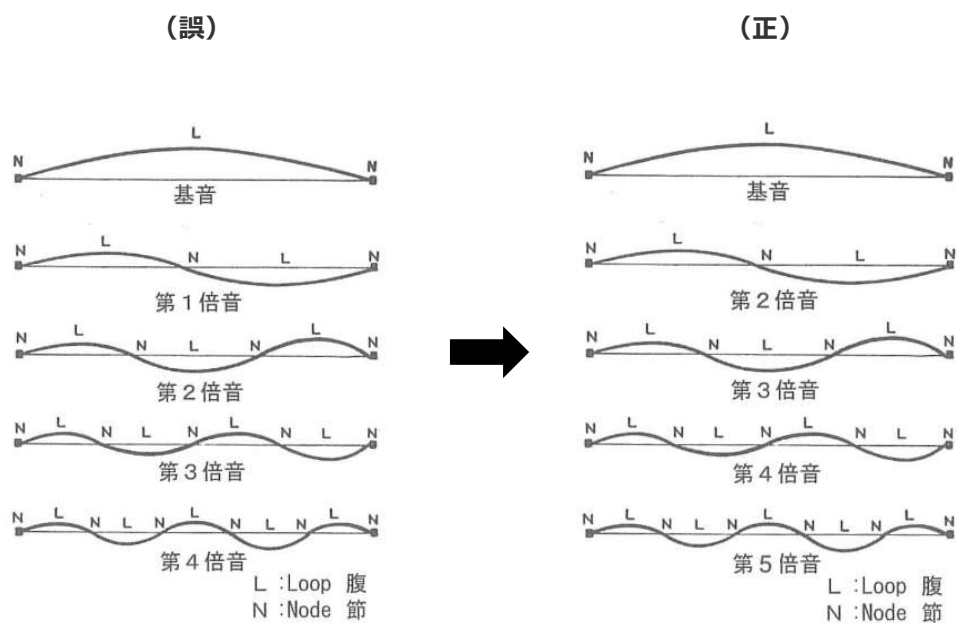 (誤)
L
N N
基音
L
N N L N
第1倍音
L L
N N L N N
第2倍音
L L
N N L N N L N
第3倍音
L L L
N N L N N L N N
第4倍音
L :Loop 腹
N :Node 節
(正)
L
N N
基音
L
N L N
N
第2倍音
L L
N N L N N
第3倍音
L L
N N L N N L N
第4倍音
L L L
N N L N N L N N
第5倍音
L :Loop 腹
N :Node 節